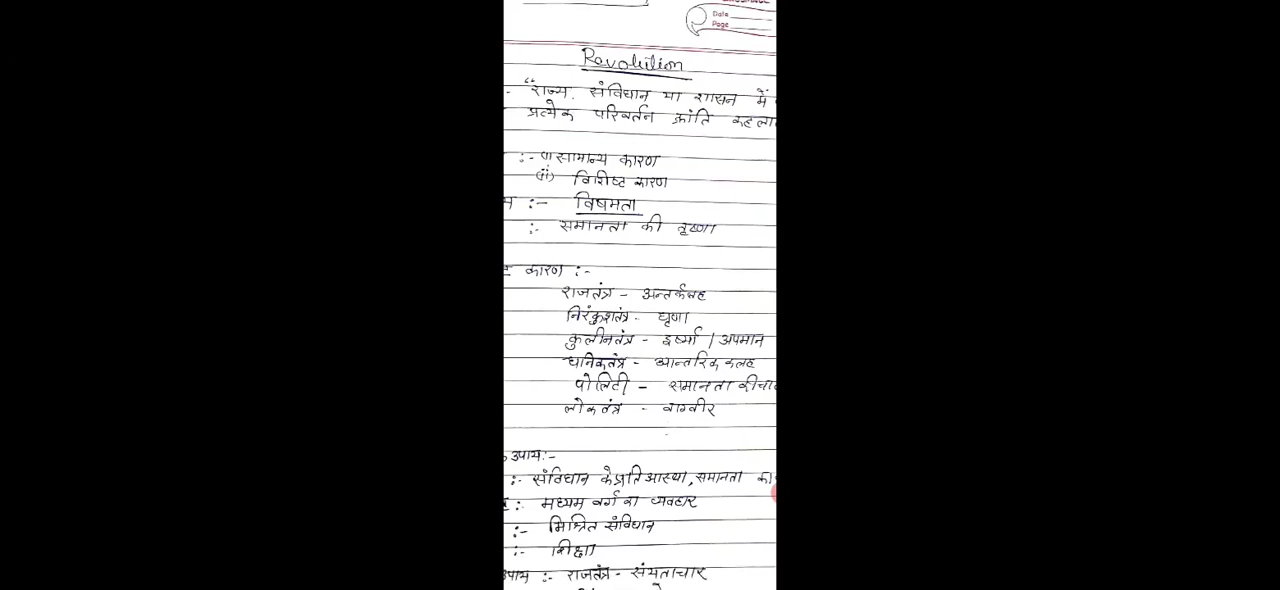 Date
Page
Revolution
"राज्य, संविधान या शासन में
प्रत्येक परिवर्तन क्रांति कहला
:- सामान्य कारण
(ii) विशिष्ट कारण
:- विषमता
:- समानता की तृष्णा
कारण :-
राजतंत्र - अन्तर्कलह
निरंकुशतंत्र - घृणा
कुलीनतंत्र - ईर्ष्या / अपमान
धनिकतंत्र - आन्तरिक कलह
पोलिटी - समानता की
लोकतंत्र - वाग्वीर
उपाय:-
:- संविधान के प्रति आस्था, समानता का
: मध्यम वर्ग का व्यवहार
:- मिश्रित संविधान
:- शिक्षा
उपाय :- राजतंत्र - संयताचार